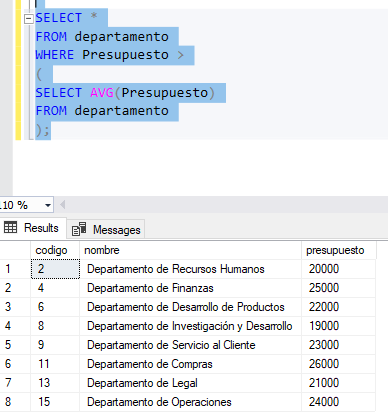 SELECT *
FROM departamento
WHERE Presupuesto >
(
SELECT AVG(Presupuesto)
FROM departamento
);
110 %
Results Messages
codigo nombre presupuesto
1 2 Departamento de Recursos Humanos 20000
2 4 Departamento de Finanzas 25000
3 6 Departamento de Desarrollo de Productos 22000
4 8 Departamento de Investigación y Desarrollo 19000
5 9 Departamento de Servicio al Cliente 23000
6 11 Departamento de Compras 26000
7 13 Departamento de Legal 21000
8 15 Departamento de Operaciones 24000